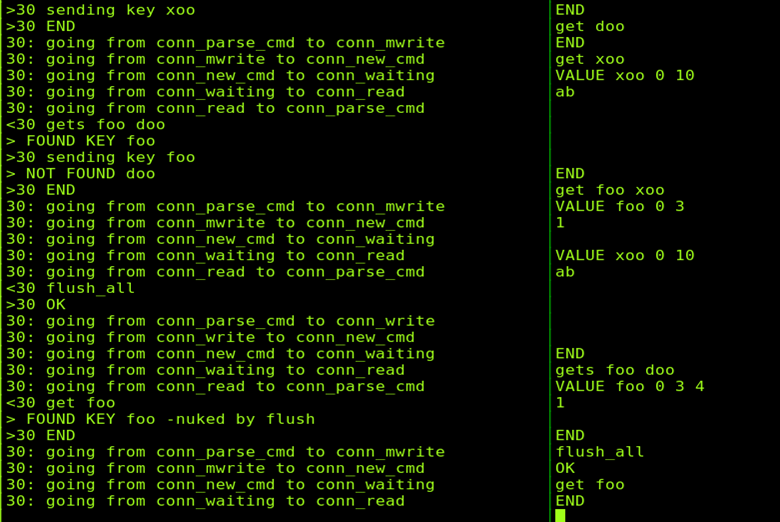 >30 sending key xoo
>30 END
30: going from conn_parse_cmd to conn_mwrite
30: going from conn_mwrite to conn_new_cmd
30: going from conn_new_cmd to conn_waiting
30: going from conn_waiting to conn_read
30: going from conn_read to conn_parse_cmd
<30 gets foo doo
> FOUND KEY foo
>30 sending key foo
> NOT FOUND doo
>30 END
30: going from conn_parse_cmd to conn_mwrite
30: going from conn_mwrite to conn_new_cmd
30: going from conn_new_cmd to conn_waiting
30: going from conn_waiting to conn_read
30: going from conn_read to conn_parse_cmd
<30 flush_all
>30 OK
30: going from conn_parse_cmd to conn_write
30: going from conn_write to conn_new_cmd
30: going from conn_new_cmd to conn_waiting
30: going from conn_waiting to conn_read
30: going from conn_read to conn_parse_cmd
<30 get foo
> FOUND KEY foo -nuked by flush
>30 END
30: going from conn_parse_cmd to conn_mwrite
30: going from conn_mwrite to conn_new_cmd
30: going from conn_new_cmd to conn_waiting
30: going from conn_waiting to conn_read
END
get doo
END
get xoo
VALUE xoo 0 10
ab
END
get foo xoo
VALUE foo 0 3
1
VALUE xoo 0 10
ab
END
gets foo doo
VALUE foo 0 3 4
1
END
flush_all
OK
get foo
END